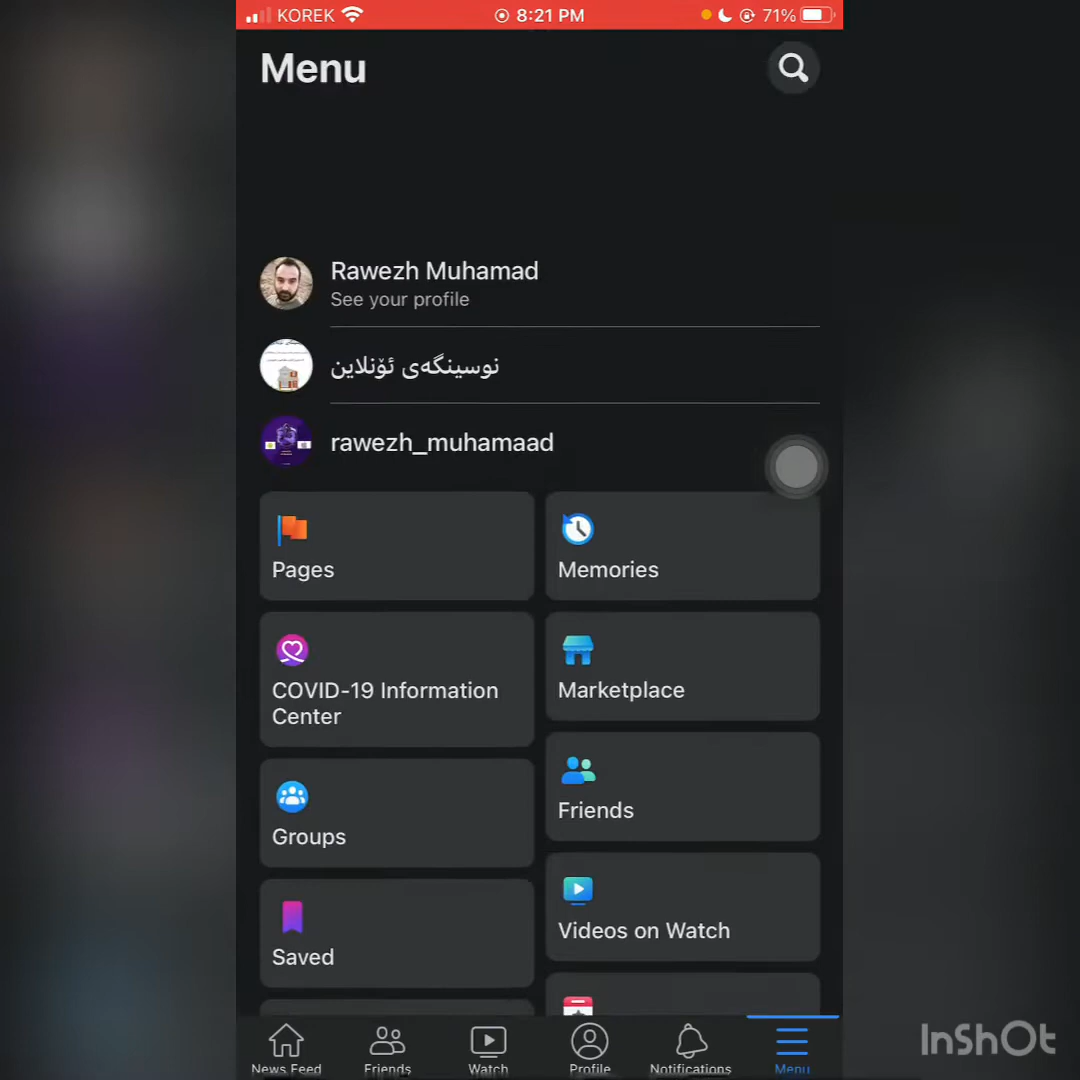 KOREK 8:21 PM 71%
Menu
Rawezh Muhamad
See your profile
نوسینگەی ئۆنلاین
rawezh_muhamaad
Pages
Memories
COVID-19 Information
Center
Marketplace
Groups
Friends
Saved
Videos on Watch
News Feed Friends Watch Profile Notifications Menu
InShOt